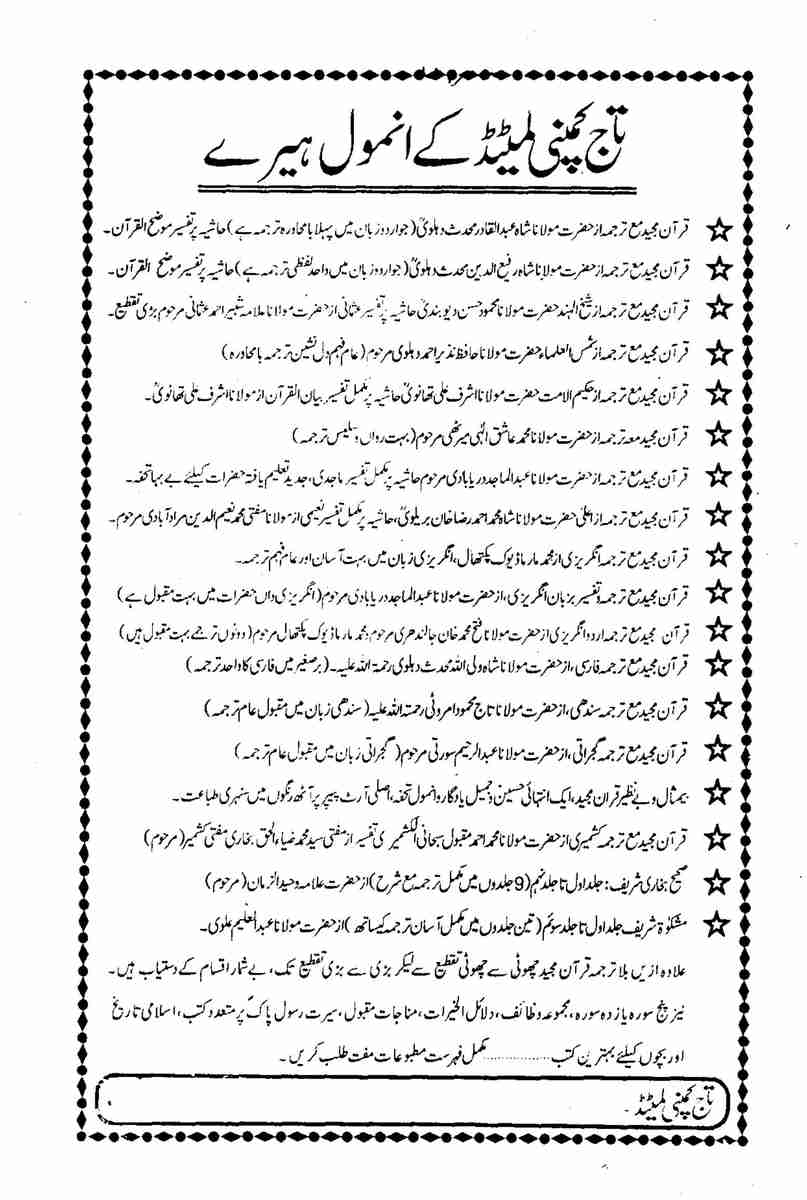 تاج کمپنی لمیٹڈ کے انمول ہیرے
☆ قرآن مجید مع ترجمہ از حضرت مولانا شاہ عبدالقادر محدث دہلویؒ (جو اردو زبان میں پہلا بامحاورہ ترجمہ ہے) حاشیہ پر تفسیر موضح القرآن۔
☆ قرآن مجید مع ترجمہ از حضرت مولانا شاہ رفیع الدین محدث دہلویؒ (جو اردو زبان میں واحد لفظی ترجمہ ہے) حاشیہ پر تفسیر موضح القرآن۔
☆ قرآن مجید مع ترجمہ از شیخ الہند حضرت مولانا محمود حسن دیوبندیؒ حاشیہ پر تفسیر عثمانی از حضرت مولانا علامہ شبیر احمد عثمانی مرحوم بڑی تقطیع۔
☆ قرآن مجید مع ترجمہ از شمس العلماء حضرت مولانا حافظ نذیر احمد دہلوی مرحوم (عام فہم دل نشین ترجمہ بامحاورہ)
☆ قرآن مجید مع ترجمہ از حکیم الامت حضرت مولانا اشرف علی تھانویؒ حاشیہ پر مکمل تفسیر بیان القرآن از مولانا اشرف علی تھانویؒ۔
☆ قرآن مجید معہ ترجمہ از حضرت مولانا محمد عاشق الٰہی میرٹھی مرحوم (بہت رواں و سلیس ترجمہ)
☆ قرآن مجید مع ترجمہ از حضرت مولانا عبدالماجد دریابادی مرحوم حاشیہ پر مکمل تفسیر ماجدی، جدید تعلیم یافتہ حضرات کیلئے بے بہا تحفہ۔
☆ قرآن مجید مع ترجمہ از اعلیٰ حضرت مولانا شاہ محمد احمد رضا خان بریلویؒ، حاشیہ پر مکمل تفسیر نعیمی از مولانا مفتی محمد نعیم الدین مراد آبادی مرحوم۔
☆ قرآن مجید مع ترجمہ انگریزی از محمد مارماڈیوک پکتھال، انگریزی زبان میں بہت آسان اور عام فہم ترجمہ۔
☆ قرآن مجید مع ترجمہ و تفسیر بزبان انگریزی، از حضرت مولانا عبدالماجد دریابادی مرحوم (انگریزی داں حضرات میں بہت مقبول ہے)
☆ قرآن مجید مع ترجمہ اردو انگریزی از حضرت مولانا فتح محمد خان جالندھری مرحوم و محمد مارماڈیوک پکتھال مرحوم (دونوں ترجمے بہت مقبول ہیں)
☆ قرآن مجید مع ترجمہ فارسی، از حضرت مولانا شاہ ولی اللہ محدث دہلوی رحمۃ اللہ علیہ۔ (برصغیر میں فارسی کا واحد ترجمہ)
☆ قرآن مجید مع ترجمہ سندھی، از حضرت مولانا تاج محمود امروٹی رحمتہ اللہ علیہ (سندھی زبان میں مقبول عام ترجمہ)
☆ قرآن مجید مع ترجمہ گجراتی، از حضرت مولانا عبدالرحیم سورتی مرحوم (گجراتی زبان میں مقبول عام ترجمہ)
☆ بیمثال و بے نظیر قران مجید، ایک انتہائی حسین و جمیل یادگار و انمول تحفہ، اصلی آرٹ پیپر پر آٹھ رنگوں میں سنہری طباعت۔
☆ قرآن مجید مع ترجمہ کشمیری از حضرت مولانا محمد احمد مقبول سبحانی الکشمیری تفسیر از مفتی سید محمد ضیاء الحق بخاری مفتی کشمیر (مرحوم)
☆ صحیح بخاری شریف: جلد اول تا جلد نہم (9 جلدوں میں مکمل ترجمہ مع شرح) از حضرت علامہ وحید الزمان (مرحوم)
☆ مشکوٰۃ شریف جلد اول تا جلد سوئم (تین جلدوں میں مکمل آسان ترجمہ کیساتھ) از حضرت مولانا عبدالعلیم علوی۔
علادہ ازیں بلا ترجمہ قرآن مجید چھوٹی سے چھوٹی تقطیع سے لیکر بڑی سے بڑی تقطیع تک، بے شمار اقسام کے دستیاب ہیں۔
نیز پنج سورہ یازدہ سورہ، مجموعہ وظائف، دلائل الخیرات، مناجات مقبول، سیرت رسول پاکؐ پر متعدد کتب، اسلامی تاریخ
اور بچوں کیلئے بہترین کتب ................. مکمل فہرست مطبوعات مفت طلب کریں۔
تاج کمپنی لمیٹڈ۔